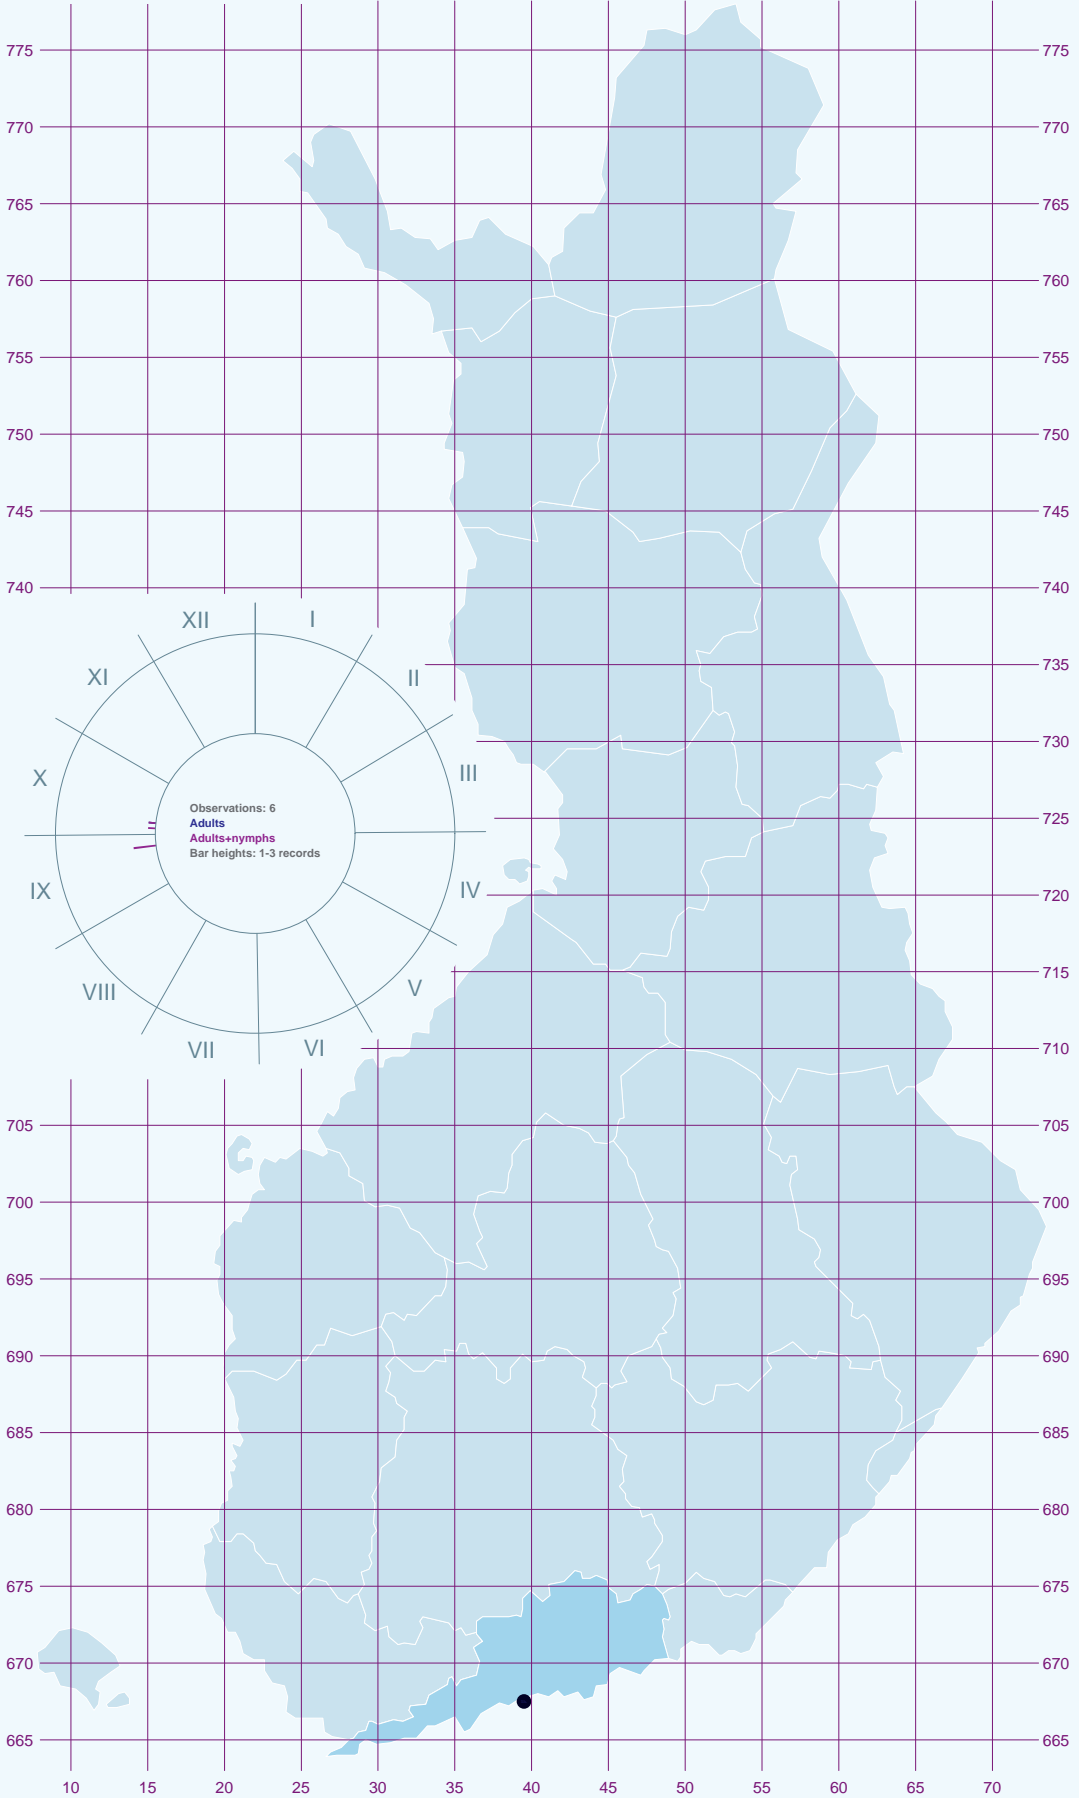 775 775
770 770
765 765
760 760
755 755
750 750
745 745
740 740
XII I
735
XI II
730
X III
Observations: 6
725
Adults
Adults+nymphs
Bar heights: 1-3 records
IX IV
720
VIII V
715
VII VI
710
705 705
700 700
695 695
690 690
685 685
680 680
675 675
670 670
665 665
10 15 20 25 30 35 40 45 50 55 60 65 70